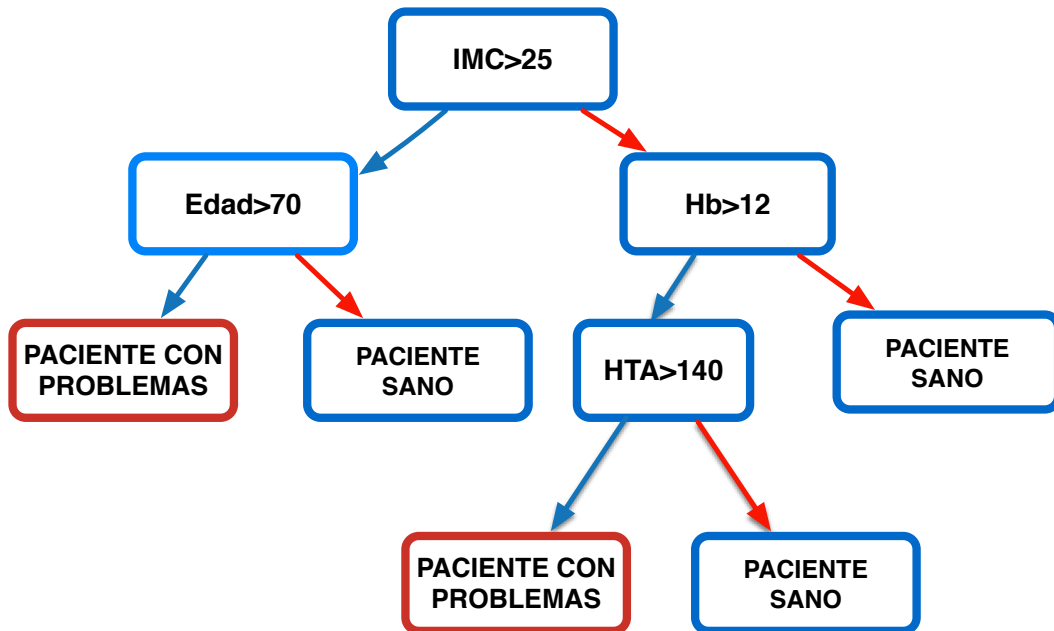 IMC>25
Edad>70
Hb>12
PACIENTE CON
PROBLEMAS
PACIENTE
SANO
HTA>140
PACIENTE
SANO
PACIENTE CON
PROBLEMAS
PACIENTE
SANO